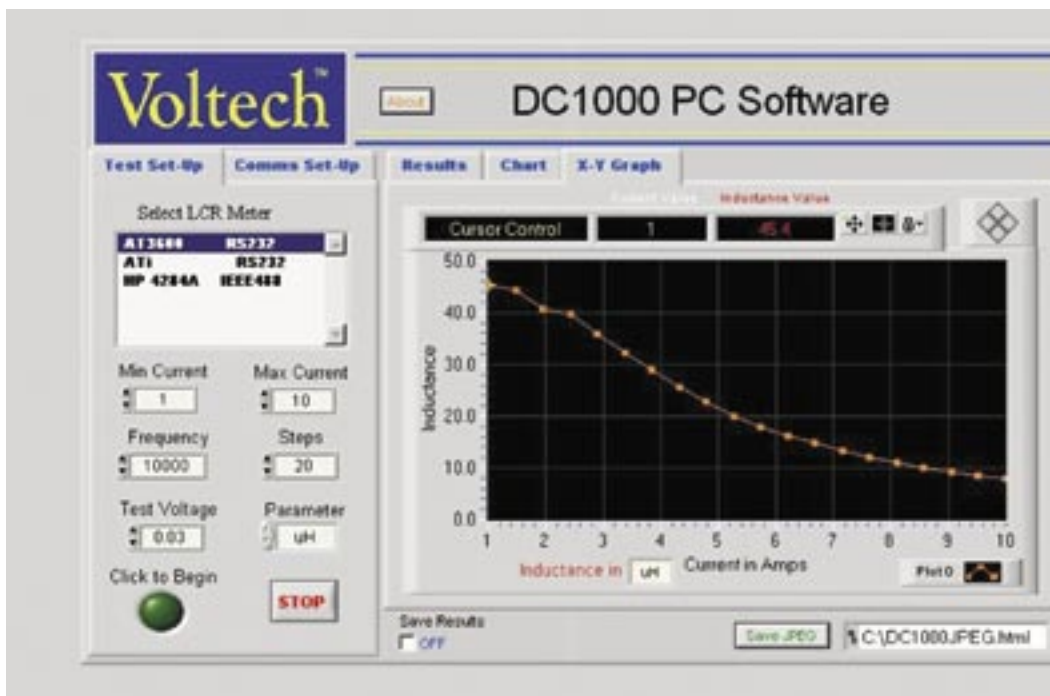 Voltech™
About
DC1000 PC Software
Test Set-Up
Comms Set-Up
Results
Chart
X-Y Graph
Select LCR Meter
AT3600 RS232
ATi RS232
HP 4284A IEEE488
Min Current
1
Max Current
10
Frequency
10000
Steps
20
Test Voltage
0.03
Parameter
uH
Click to Begin
STOP
Inductance Value
Cursor Control
1
45.4
50.0
40.0
30.0
20.0
10.0
0.0
Inductance
1 2 3 4 5 6 7 8 9 10
Inductance in uH
Current in Amps
Plot 0
Save Results
OFF
Save JPEG
C:\DC1000JPEG.html